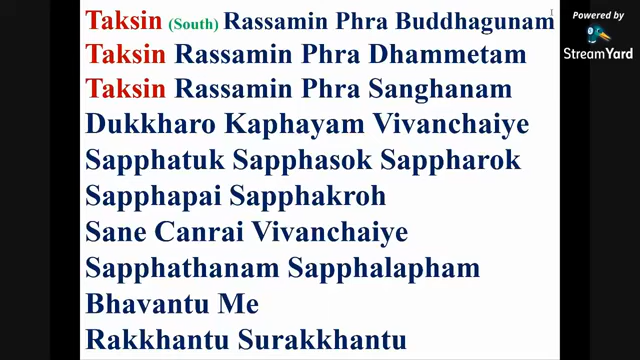 Taksin (South) Rassamin Phra Buddhagunam
Taksin Rassamin Phra Dhammetam
Taksin Rassamin Phra Sanghanam
Dukkharo Kaphayam Vivanchaiye
Sapphatuk Sapphasok Sappharok
Sapphapai Sapphakroh
Sane Canrai Vivanchaiye
Sapphathanam Sapphalapham
Bhavantu Me
Rakkhantu Surakkhantu
Powered by
StreamYard